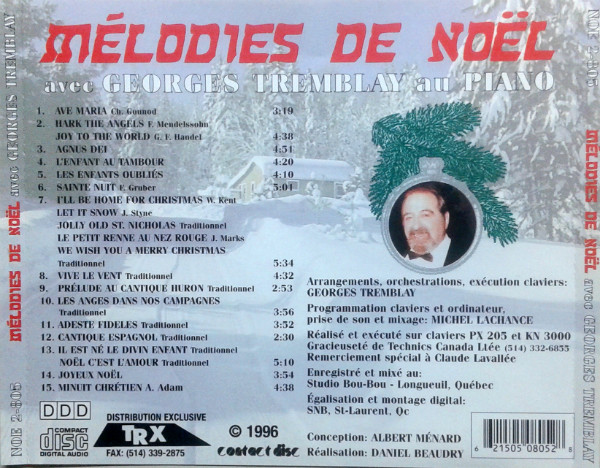 MÉLODIES DE NOËL
avec GEORGES TREMBLAY au PIANO
1. AVE MARIA Ch. Gounod 3:19
2. HARK THE ANGELS F. Mendelssohn
JOY TO THE WORLD G. F. Handel 4:38
3. AGNUS DEI 4:51
4. L'ENFANT AU TAMBOUR 4:20
5. LES ENFANTS OUBLIÉS 4:10
6. SAINTE NUIT F. Gruber 5:01
7. I'LL BE HOME FOR CHRISTMAS W. Kent
LET IT SNOW J. Styne
JOLLY OLD ST. NICHOLAS Traditionnel
LE PETIT RENNE AU NEZ ROUGE J. Marks
WE WISH YOU A MERRY CHRISTMAS
Traditionnel 5:34
8. VIVE LE VENT Traditionnel 4:32
9. PRÉLUDE AU CANTIQUE HURON Traditionnel 2:53
10. LES ANGES DANS NOS CAMPAGNES
Traditionnel 3:56
11. ADESTE FIDELES Traditionnel 3:52
12. CANTIQUE ESPAGNOL Traditionnel 2:30
13. IL EST NÉ LE DIVIN ENFANT Traditionnel
NOËL C'EST L'AMOUR Traditionnel 5:10
14. JOYEUX NOËL 5:54
15. MINUIT CHRÉTIEN A. Adam 4:38
Arrangements, orchestrations, exécution claviers:
GEORGES TREMBLAY
Programmation claviers et ordinateur,
prise de son et mixage: MICHEL LACHANCE
Réalisé et exécuté sur claviers PX 205 et KN 3000
Gracieuseté de Technics Canada Ltée (514) 332-6855
Remerciement spécial à Claude Lavallée
Enregistré et mixé au:
Studio Bou-Bou - Longueuil, Québec
Égalisation et montage digital:
SNB, St-Laurent, Qc
Conception: ALBERT MÉNARD
Réalisation: DANIEL BEAUDRY
DDD
COMPACT
disc
DIGITAL AUDIO
DISTRIBUTION EXCLUSIVE
TRX
FAX: (514) 339-2875
© 1996
contact disc
6 21505 08052 8
NOE 2-805 MÉLODIES DE NOËL avec GEORGES TREMBLAY
NOE 2-805 MÉLODIES DE NOËL avec GEORGES TREMBLAY